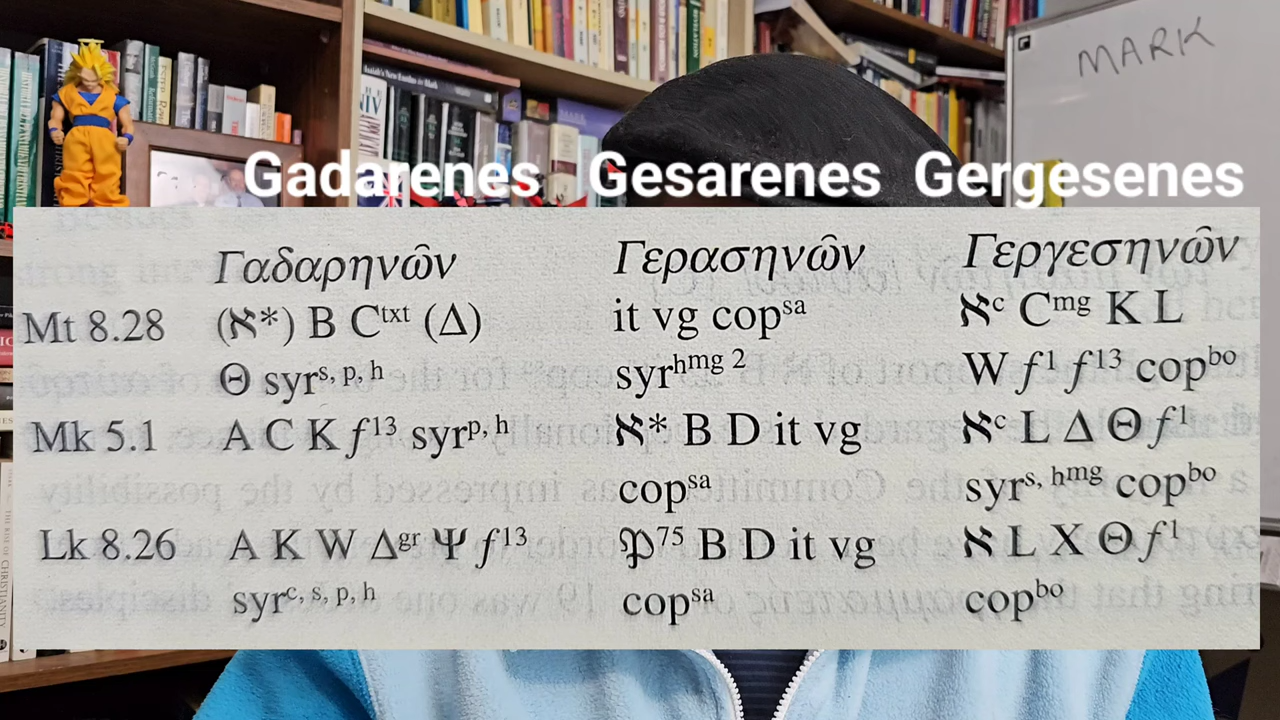 MARK
NIV
Gadarenes Gesarenes Gergesenes
Γαδαρηνῶν Γερασηνῶν Γεργεσηνῶν
Mt 8.28 (ℵ*) B Cᵗˣᵗ (Δ) it vg copˢᵃ ℵᶜ Cᵐᵍ K L
Θ syrˢ, ᵖ, ʰ syrʰᵐᵍ ² W f¹ f¹³ copᵇᵒ
Mk 5.1 A C K f¹³ syrᵖ, ʰ ℵ* B D it vg ℵᶜ L Δ Θ f¹
copˢᵃ syrˢ, ʰᵐᵍ copᵇᵒ
Lk 8.26 A K W Δᵍʳ Ψ f¹³ 𝔓⁷⁵ B D it vg ℵ L X Θ f¹
syrᶜ, ˢ, ᵖ, ʰ copˢᵃ copᵇᵒ